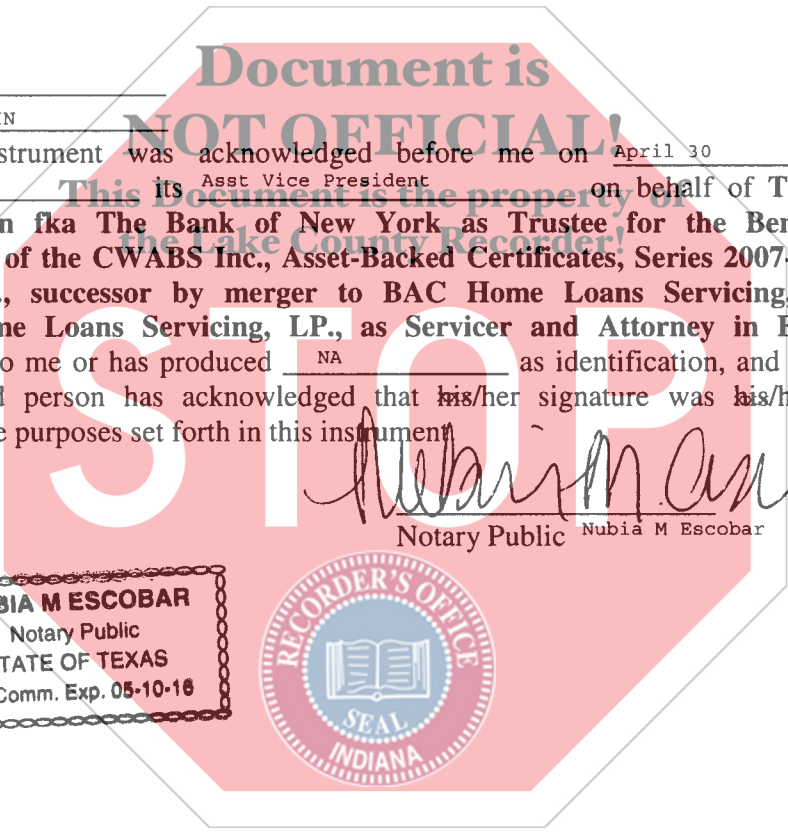 Document is
NOT OFFICIAL!
This Document is the property of
the Lake County Recorder!
STOP
IN
strument was acknowledged before me on April 30
its Asst Vice President on behalf of T
n fka The Bank of New York as Trustee for the Ben
of the CWABS Inc., Asset-Backed Certificates, Series 2007-
., successor by merger to BAC Home Loans Servicing,
me Loans Servicing, LP., as Servicer and Attorney in F
o me or has produced NA as identification, and
d person has acknowledged that his/her signature was his/h
e purposes set forth in this instrument
Notary Public Nubia M Escobar
BIA M ESCOBAR
Notary Public
TATE OF TEXAS
Comm. Exp. 05-10-16
RECORDER'S OFFICE
SEAL
INDIANA